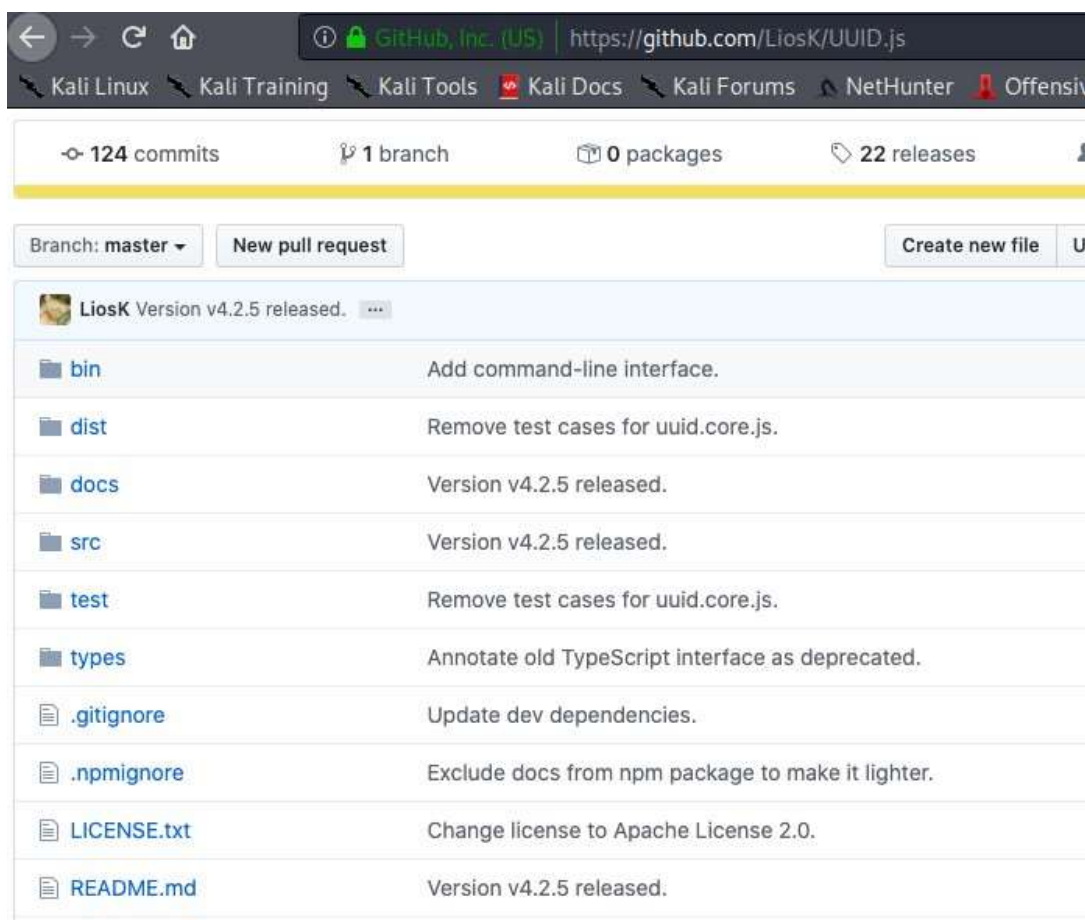 GitHub, Inc. (US) https://github.com/LiosK/UUID.js
Kali Linux Kali Training Kali Tools Kali Docs Kali Forums NetHunter Offensiv
124 commits 1 branch 0 packages 22 releases
Branch: master New pull request Create new file U
LiosK Version v4.2.5 released. ...
bin Add command-line interface.
dist Remove test cases for uuid.core.js.
docs Version v4.2.5 released.
src Version v4.2.5 released.
test Remove test cases for uuid.core.js.
types Annotate old TypeScript interface as deprecated.
.gitignore Update dev dependencies.
.npmignore Exclude docs from npm package to make it lighter.
LICENSE.txt Change license to Apache License 2.0.
README.md Version v4.2.5 released.